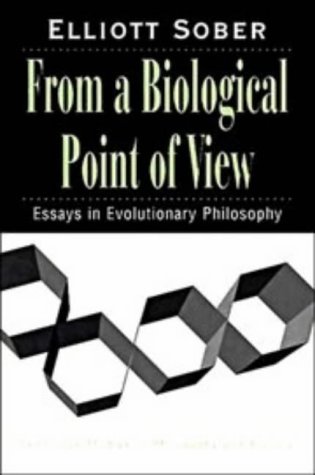 ELLIOTT SOBER
From a Biological
Point of View
Essays in Evolutionary Philosophy